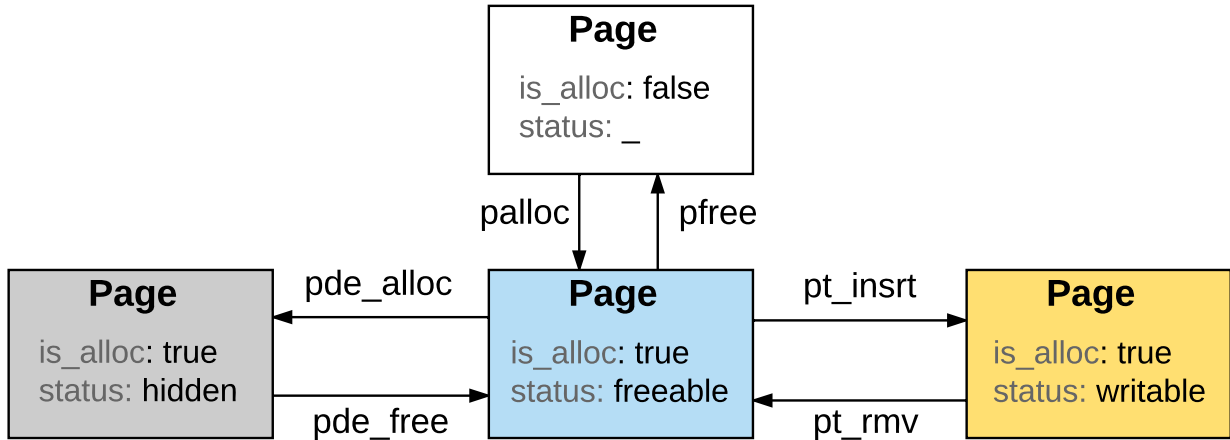 Page
is_alloc: false
status: _
palloc
pfree
Page
is_alloc: true
status: hidden
pde_alloc
pde_free
Page
is_alloc: true
status: freeable
pt_insrt
pt_rmv
Page
is_alloc: true
status: writable